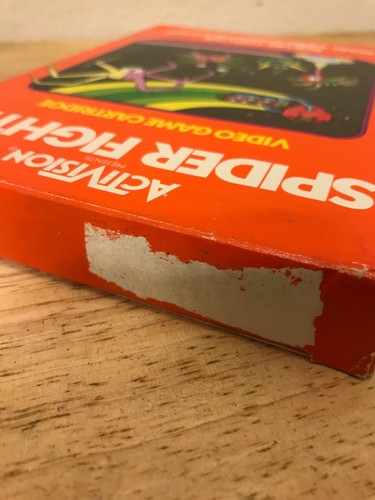 ACTIVISION
PRESENTS
SPIDER FIGHT
VIDEO GAME CARTRIDGE